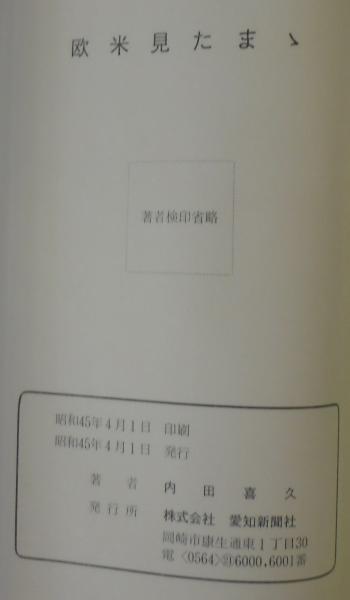 欧米見たまゝ
著者検印省略
昭和45年4月1日 印刷
昭和45年4月1日 発行
著者 内田喜久
発行所 株式会社 愛知新聞社
岡崎市康生通東1丁目30
電〈0564〉㉑6000,6001番